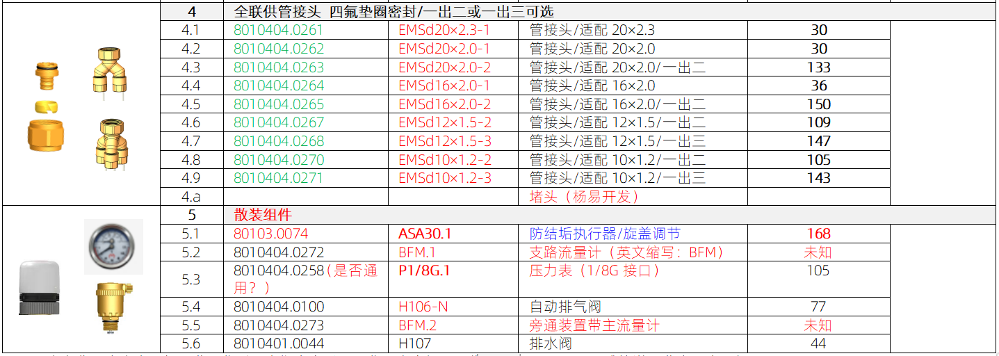 4 全联供管接头 四氟垫圈密封/一出二或一出三可选
4.1 8010404.0261 EMSd20×2.3-1 管接头/适配 20×2.3 30
4.2 8010404.0262 EMSd20×2.0-1 管接头/适配 20×2.0 30
4.3 8010404.0263 EMSd20×2.0-2 管接头/适配 20×2.0/一出二 133
4.4 8010404.0264 EMSd16×2.0-1 管接头/适配 16×2.0 36
4.5 8010404.0265 EMSd16×2.0-2 管接头/适配 16×2.0/一出二 150
4.6 8010404.0267 EMSd12×1.5-2 管接头/适配 12×1.5/一出二 109
4.7 8010404.0268 EMSd12×1.5-3 管接头/适配 12×1.5/一出三 147
4.8 8010404.0270 EMSd10×1.2-2 管接头/适配 10×1.2/一出二 105
4.9 8010404.0271 EMSd10×1.2-3 管接头/适配 10×1.2/一出三 143
4.a 堵头（杨易开发）
5 散装组件
5.1 80103.0074 ASA30.1 防结垢执行器/旋盖调节 168
5.2 8010404.0272 BFM.1 支路流量计（英文缩写：BFM） 未知
5.3 8010404.0258（是否通 P1/8G.1 压力表（1/8G 接口） 105
用？）
5.4 8010404.0100 H106-N 自动排气阀 77
5.5 8010404.0273 BFM.2 旁通装置带主流量计 未知
5.6 8010401.0044 H107 排水阀 44